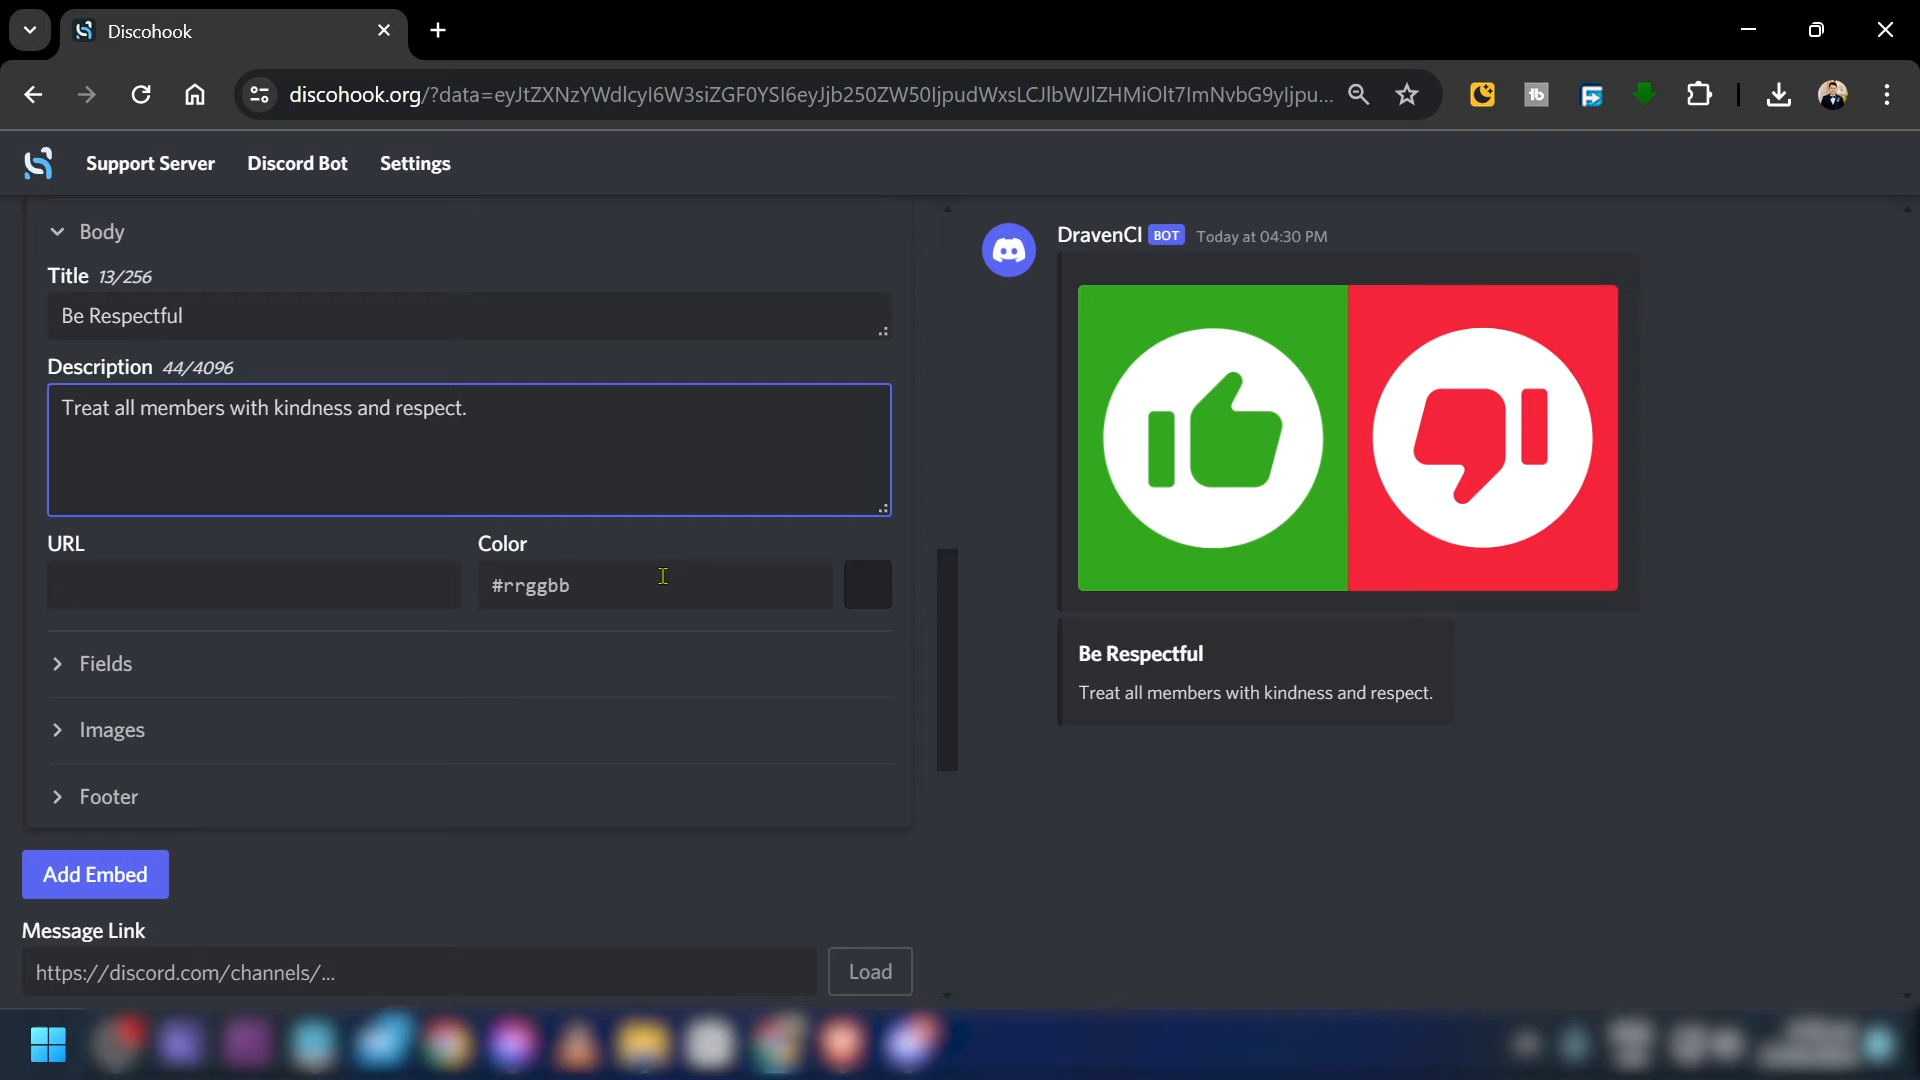 Discohook
discohook.org/?data=eyJtZXNzYWdlcyI6W3siZGF0YSI6eyJjb250ZW50IjpudWxsLCJlbWJlZHMiOlt7ImNvbG9yIjpu...
Support Server Discord Bot Settings
Body
Title 13/256
Be Respectful
Description 44/4096
Treat all members with kindness and respect.
URL
Color
#rrggbb
Fields
Images
Footer
Add Embed
Message Link
https://discord.com/channels/...
Load
DravenCl BOT Today at 04:30 PM
Be Respectful
Treat all members with kindness and respect.